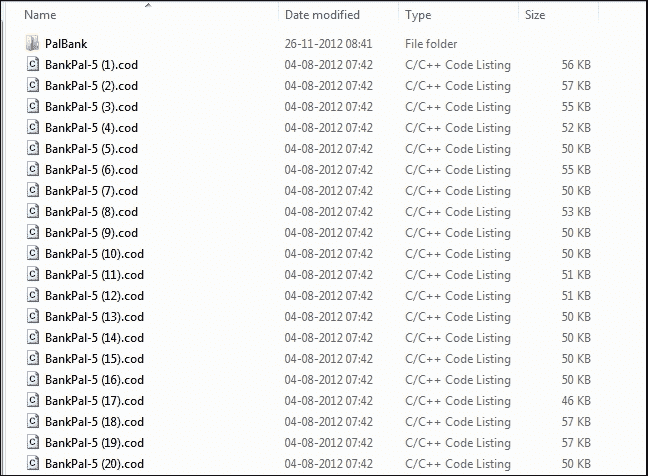 Name Date modified Type Size
PalBank 26-11-2012 08:41 File folder
BankPal-5 (1).cod 04-08-2012 07:42 C/C++ Code Listing 56 KB
BankPal-5 (2).cod 04-08-2012 07:42 C/C++ Code Listing 57 KB
BankPal-5 (3).cod 04-08-2012 07:42 C/C++ Code Listing 55 KB
BankPal-5 (4).cod 04-08-2012 07:42 C/C++ Code Listing 52 KB
BankPal-5 (5).cod 04-08-2012 07:42 C/C++ Code Listing 50 KB
BankPal-5 (6).cod 04-08-2012 07:42 C/C++ Code Listing 55 KB
BankPal-5 (7).cod 04-08-2012 07:42 C/C++ Code Listing 50 KB
BankPal-5 (8).cod 04-08-2012 07:42 C/C++ Code Listing 53 KB
BankPal-5 (9).cod 04-08-2012 07:42 C/C++ Code Listing 50 KB
BankPal-5 (10).cod 04-08-2012 07:42 C/C++ Code Listing 50 KB
BankPal-5 (11).cod 04-08-2012 07:42 C/C++ Code Listing 51 KB
BankPal-5 (12).cod 04-08-2012 07:42 C/C++ Code Listing 51 KB
BankPal-5 (13).cod 04-08-2012 07:42 C/C++ Code Listing 50 KB
BankPal-5 (14).cod 04-08-2012 07:42 C/C++ Code Listing 50 KB
BankPal-5 (15).cod 04-08-2012 07:42 C/C++ Code Listing 50 KB
BankPal-5 (16).cod 04-08-2012 07:42 C/C++ Code Listing 50 KB
BankPal-5 (17).cod 04-08-2012 07:42 C/C++ Code Listing 46 KB
BankPal-5 (18).cod 04-08-2012 07:42 C/C++ Code Listing 57 KB
BankPal-5 (19).cod 04-08-2012 07:42 C/C++ Code Listing 57 KB
BankPal-5 (20).cod 04-08-2012 07:42 C/C++ Code Listing 50 KB